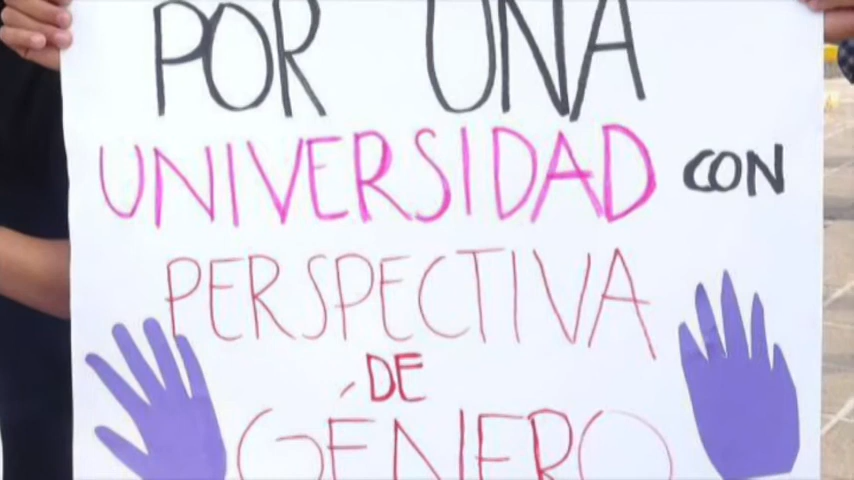 POR UNA
UNIVERSIDAD CON
PERSPECTIVA
DE
GÉNERO